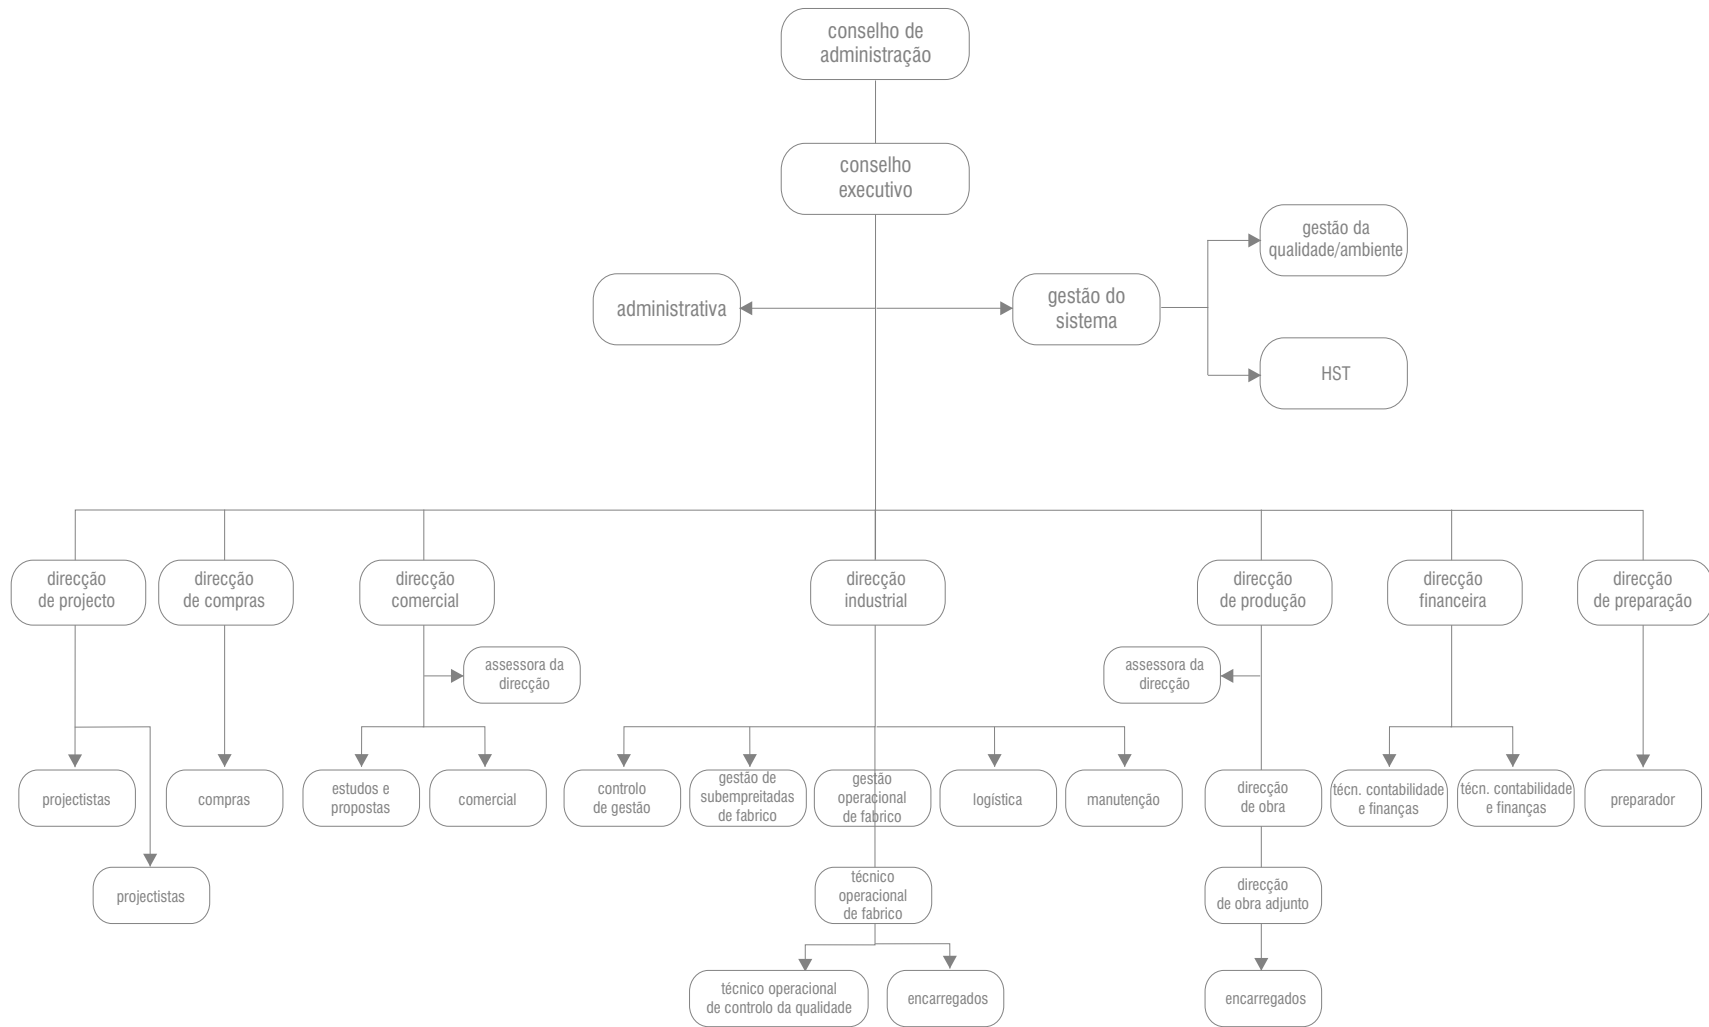 conselho de
administração
conselho
executivo
gestão da
qualidade/ambiente
administrativa
gestão do
sistema
HST
direcção
de projecto
direcção
de compras
direcção
comercial
direcção
industrial
direcção
de produção
direcção
financeira
direcção
de preparação
assessora da
direcção
assessora da
direcção
projectistas
compras
estudos e
propostas
comercial
controlo
de gestão
gestão de
subempreitadas
de fabrico
gestão
operacional
de fabrico
logística
manutenção
direcção
de obra
técn. contabilidade
e finanças
técn. contabilidade
e finanças
preparador
projectistas
técnico
operacional
de fabrico
direcção
de obra adjunto
técnico operacional
de controlo da qualidade
encarregados
encarregados